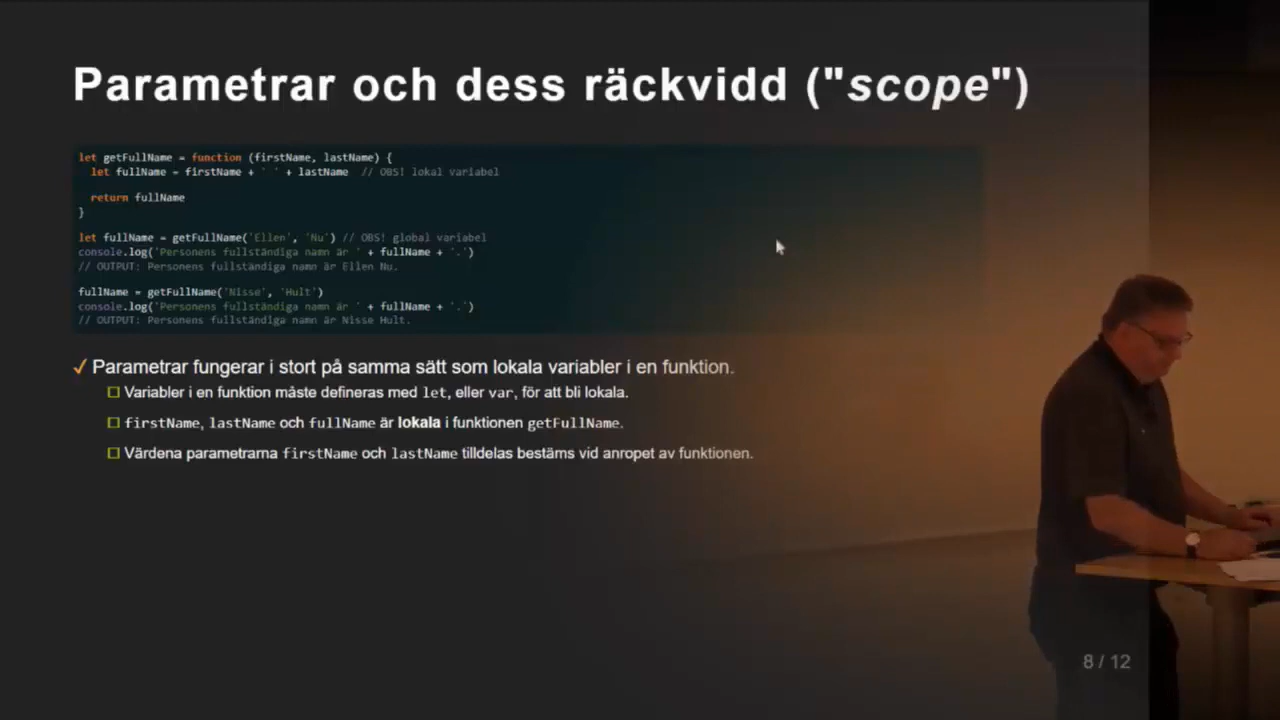 Parametrar och dess räckvidd ("scope")
let getFullName = function (firstName, lastName) {
let fullName = firstName + ' ' + lastName // OBS! lokal variabel
return fullName
}
let fullName = getFullName('Ellen', 'Nu') // OBS! global variabel
console.log('Personens fullständiga namn är ' + fullName + '.')
// OUTPUT: Personens fullständiga namn är Ellen Nu.
fullName = getFullName('Nisse', 'Hult')
console.log('Personens fullständiga namn är ' + fullName + '.')
// OUTPUT: Personens fullständiga namn är Nisse Hult.
✓ Parametrar fungerar i stort på samma sätt som lokala variabler i en funktion.
□ Variabler i en funktion måste defineras med let, eller var, för att bli lokala.
□ firstName, lastName och fullName är lokala i funktionen getFullName.
□ Värdena parametrarna firstName och lastName tilldelas bestäms vid anropet av funktionen.
8 / 12